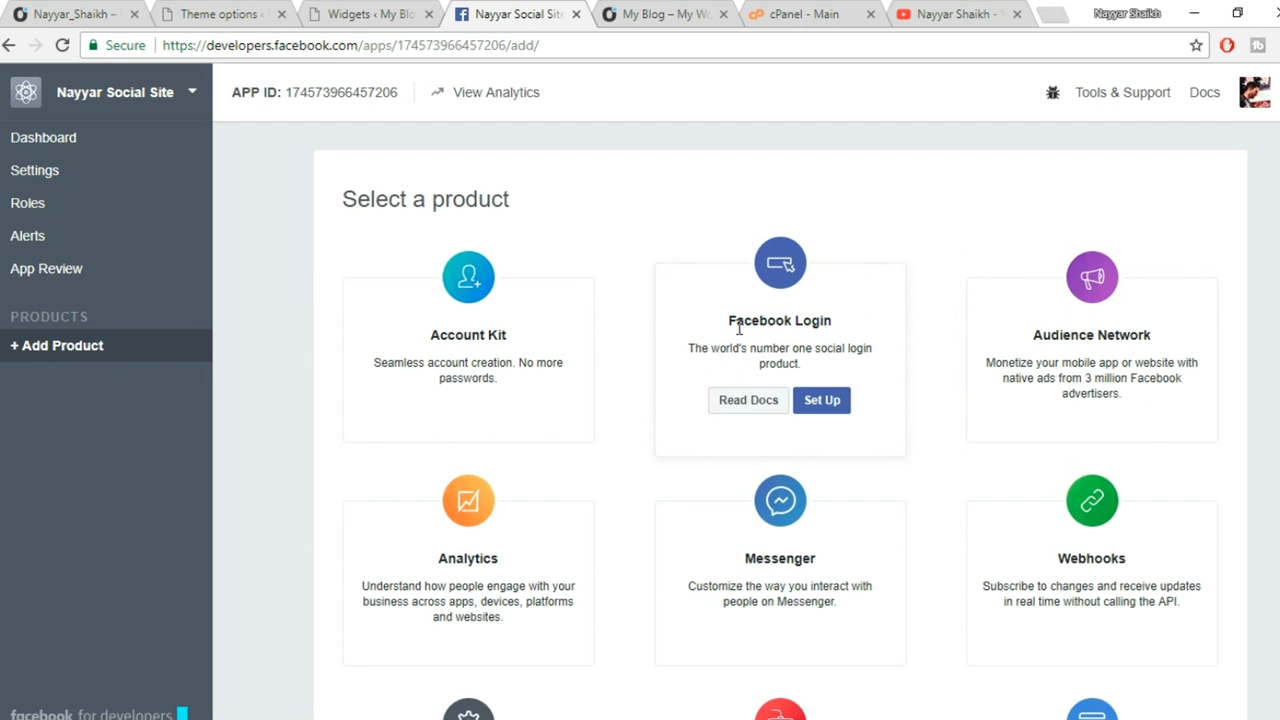 Nayyar_Shaikh –
Theme options ‹
Widgets ‹ My Blo
Nayyar Social Site
My Blog – My Wo
cPanel - Main
Nayyar Shaikh - Y
Nayyar Shaikh
Secure
https://developers.facebook.com/apps/174573966457206/add/
Nayyar Social Site
APP ID: 174573966457206
View Analytics
Tools & Support
Docs
Dashboard
Settings
Roles
Alerts
App Review
PRODUCTS
+ Add Product
Select a product
Account Kit
Seamless account creation. No more
passwords.
Facebook Login
The world's number one social login
product.
Read Docs
Set Up
Audience Network
Monetize your mobile app or website with
native ads from 3 million Facebook
advertisers.
Analytics
Understand how people engage with your
business across apps, devices, platforms
and websites.
Messenger
Customize the way you interact with
people on Messenger.
Webhooks
Subscribe to changes and receive updates
in real time without calling the API.
facebook for developers